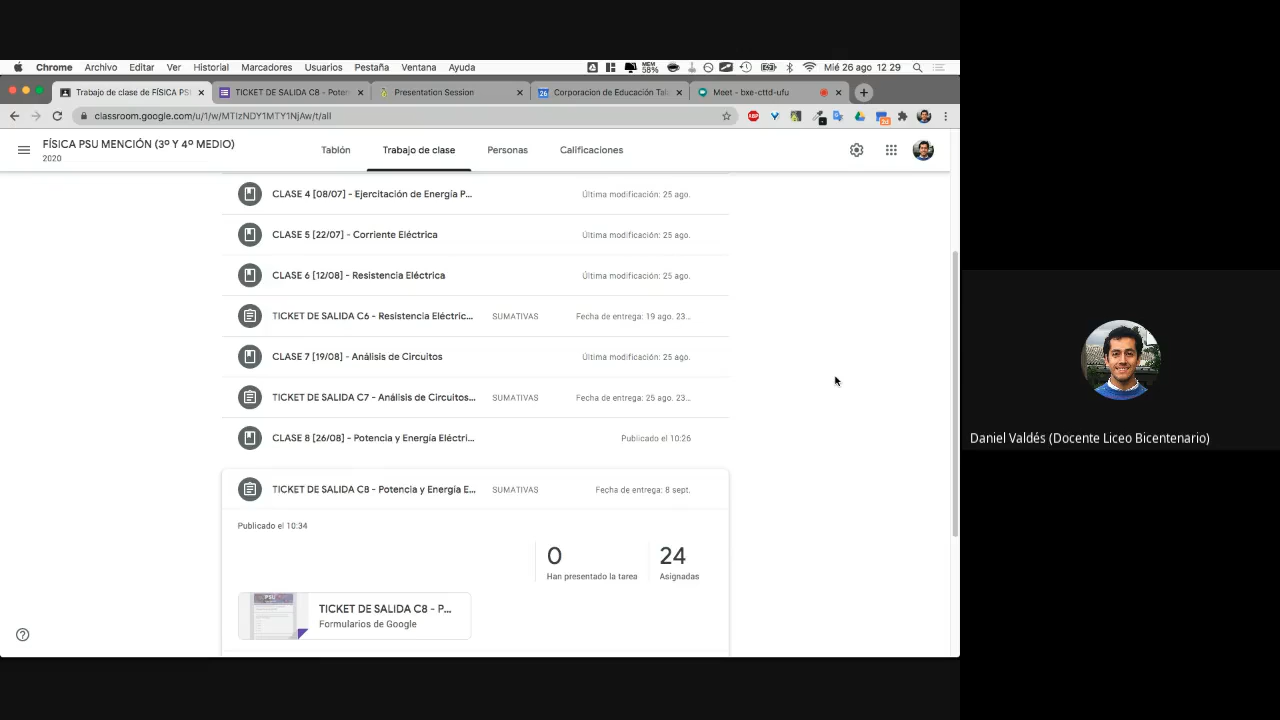 Chrome Archivo Editar Ver Historial Marcadores Usuarios Pestaña Ventana Ayuda MEM 58% Mié 26 ago 12 29
Trabajo de clase de FÍSICA PS TICKET DE SALIDA C8 - Poten Presentation Session 26 Corporacion de Educación Tal Meet - bxe-cttd-ufu
classroom.google.com/u/1/w/MTIzNDY1MTY1NjAw/t/all
FÍSICA PSU MENCIÓN (3º Y 4º MEDIO)
2020
Tablón Trabajo de clase Personas Calificaciones
CLASE 4 [08/07] - Ejercitación de Energía P... Última modificación: 25 ago.
CLASE 5 [22/07] - Corriente Eléctrica Última modificación: 25 ago.
CLASE 6 [12/08] - Resistencia Eléctrica Última modificación: 25 ago.
TICKET DE SALIDA C6 - Resistencia Eléctric... SUMATIVAS Fecha de entrega: 19 ago. 23...
CLASE 7 [19/08] - Análisis de Circuitos Última modificación: 25 ago.
TICKET DE SALIDA C7 - Análisis de Circuitos... SUMATIVAS Fecha de entrega: 25 ago. 23...
CLASE 8 [26/08] - Potencia y Energía Eléctri... Publicado el 10:26
TICKET DE SALIDA C8 - Potencia y Energía E... SUMATIVAS Fecha de entrega: 8 sept.
Publicado el 10:34
0 24
Han presentado la tarea Asignadas
TICKET DE SALIDA C8 - P...
Formularios de Google
Daniel Valdés (Docente Liceo Bicentenario)